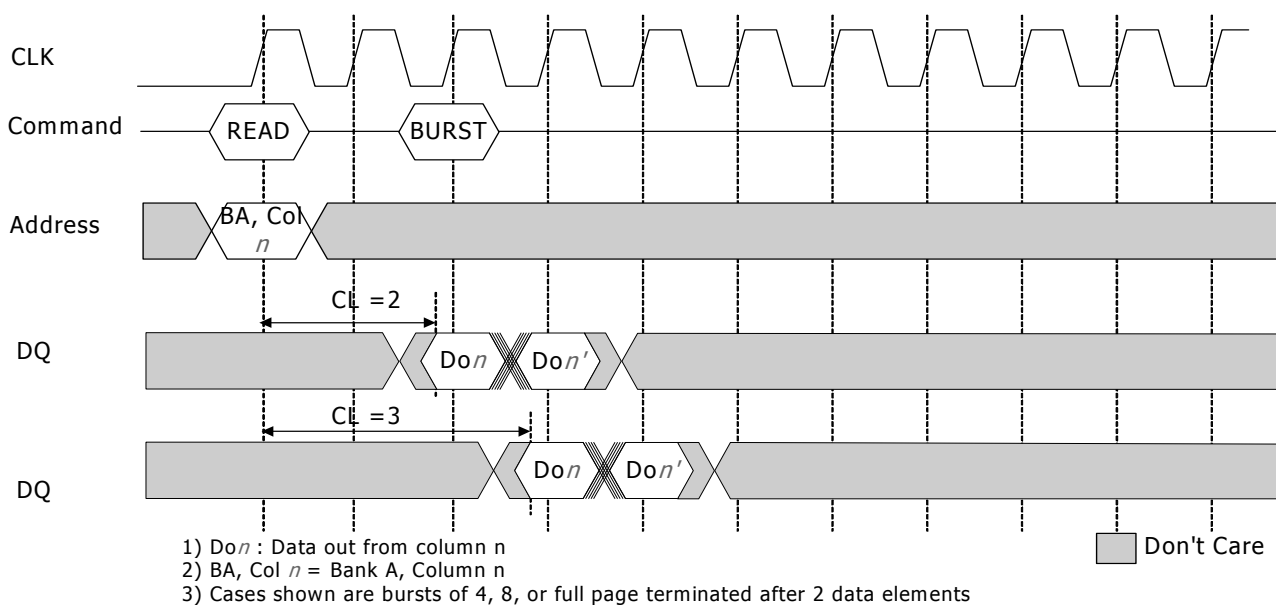 CLK
Command READ BURST
Address BA, Col
n
CL =2
DQ Don Don'
CL =3
DQ Don Don'
1) Don : Data out from column n
2) BA, Col n = Bank A, Column n
3) Cases shown are bursts of 4, 8, or full page terminated after 2 data elements
Don't Care